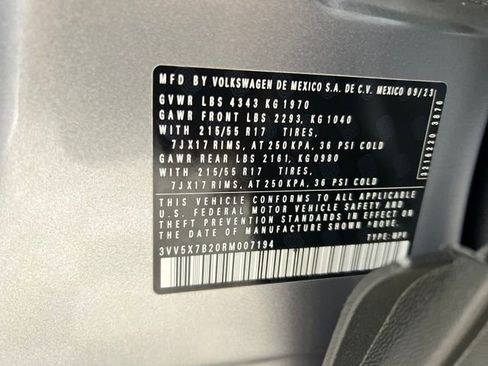 MFD BY VOLKSWAGEN DE MEXICO S.A. DE C.V. MEXICO 09/23
GVWR LBS 4343 KG 1970
GAWR FRONT LBS 2293, KG 1040
WITH 215/55 R17 TIRES,
7JX17 RIMS, AT 250 KPA, 36 PSI COLD
GAWR REAR LBS 2161, KG 0980
WITH 215/55 R17 TIRES,
7JX17 RIMS, AT 250 KPA, 36 PSI COLD
THIS VEHICLE CONFORMS TO ALL APPLICABLE
U.S. FEDERAL MOTOR VEHICLE SAFETY AND
THEFT PREVENTION STANDARDS IN EFFECT ON
THE DATE OF MANUFACTURE SHOWN ABOVE.
3VV5X7B20RM007194 TYPE: MPV
3216220 3870